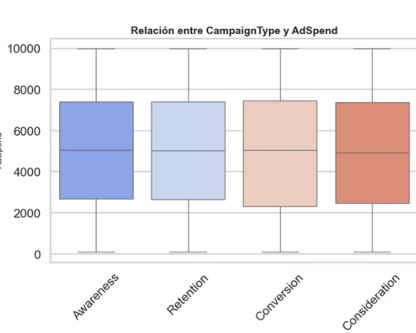 Relación entre CampaignType y AdSpend
10000
8000
6000
4000
2000
0
Awareness
Retention
Conversion
Consideration